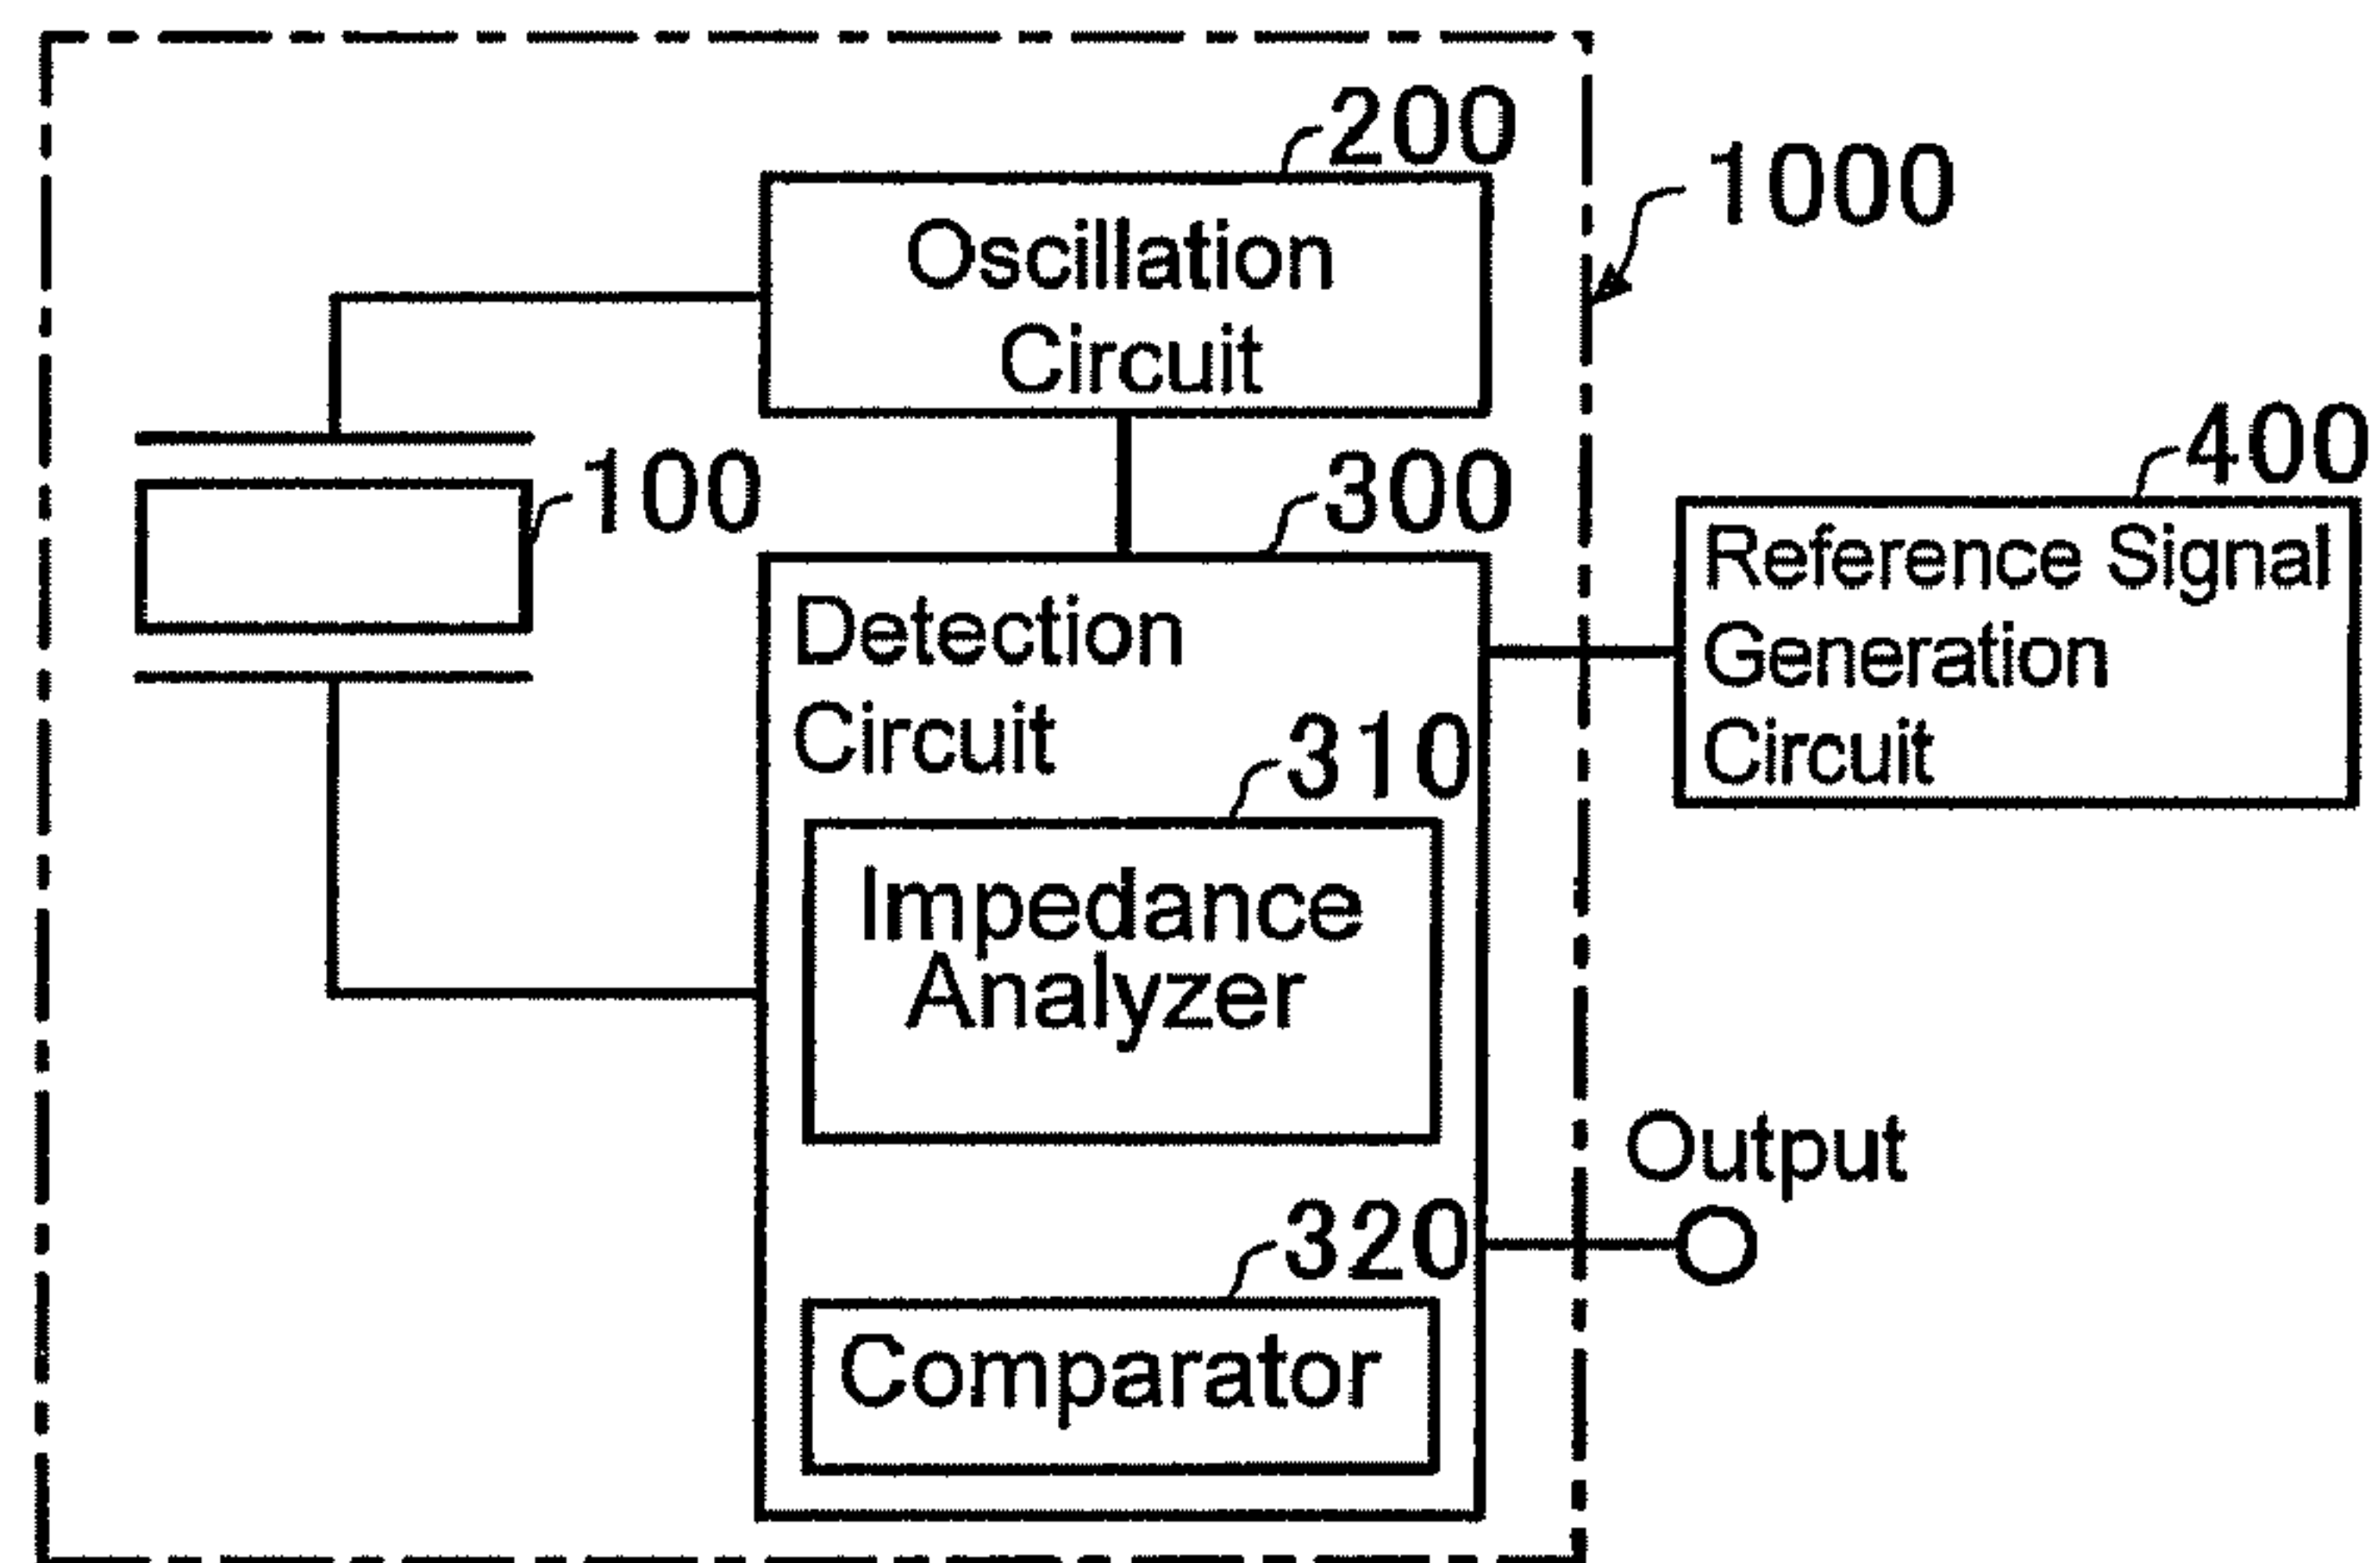 200
Oscillation
Circuit
1000
100
300
400
Detection
Circuit
Reference Signal
Generation
Circuit
310
Impedance
Analyzer
Output
320
Comparator